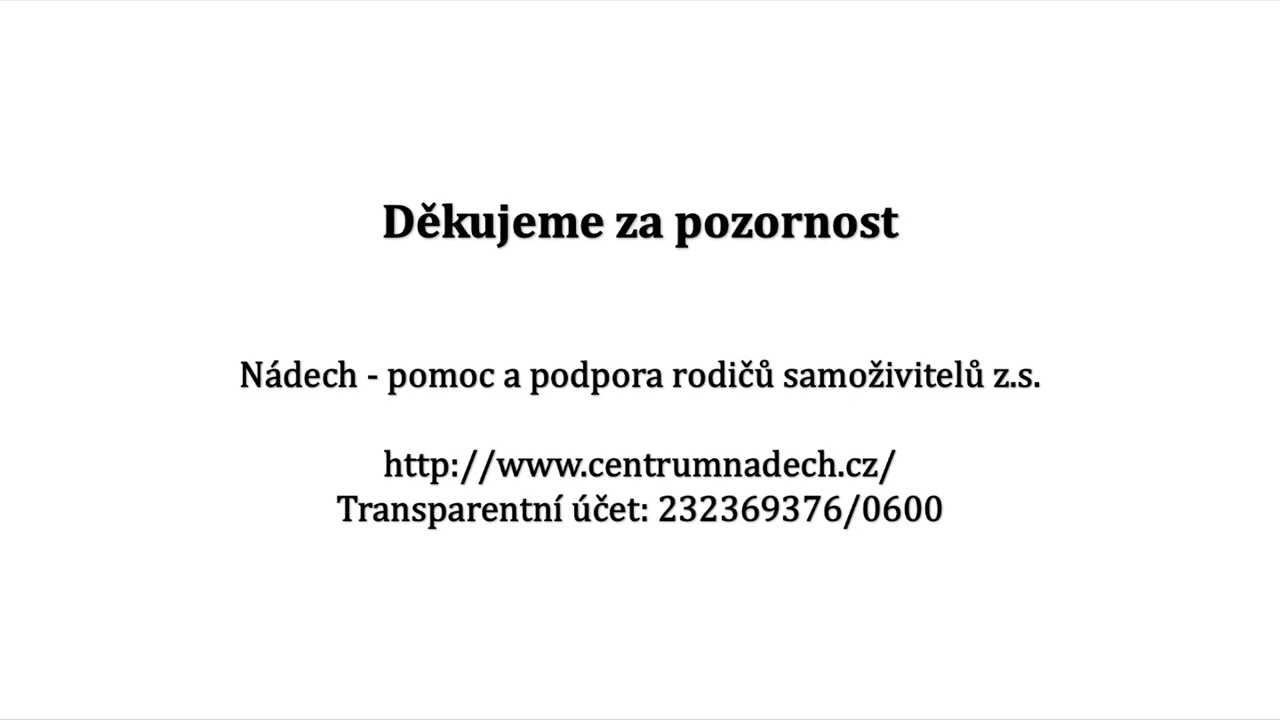 Děkujeme za pozornost
Nádech - pomoc a podpora rodičů samoživitelů z.s.
http://www.centrumnadech.cz/
Transparentní účet: 232369376/0600